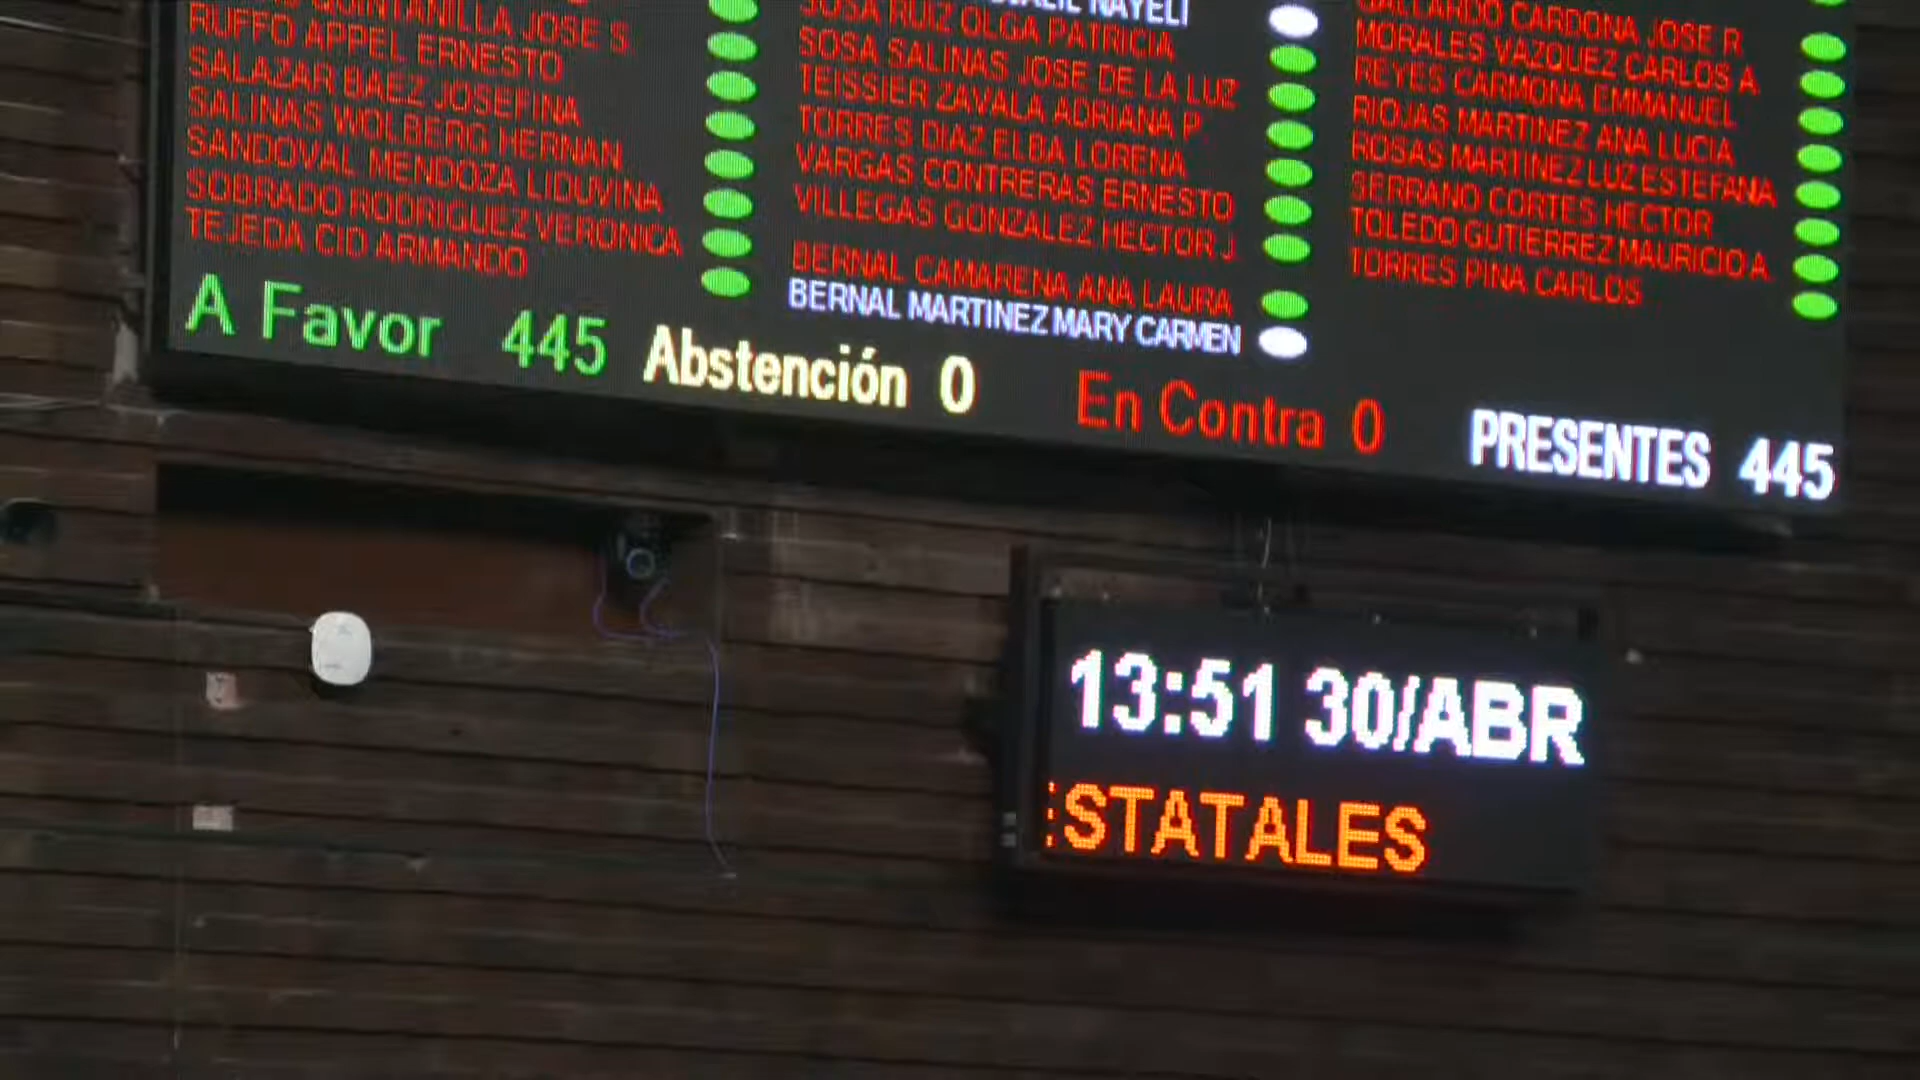 QUINTANILLA JOSE S.
RUFFO APPEL ERNESTO
SALAZAR BAEZ JOSEFINA
SALINAS WOLBERG HERNAN
SANDOVAL MENDOZA LIDUVINA
SOBRADO RODRIGUEZ VERONICA
TEJEDA CID ARMANDO
NAYELI
SOSA RUIZ OLGA PATRICIA
SOSA SALINAS JOSE DE LA LUZ
TEISSIER ZAVALA ADRIANA P.
TORRES DIAZ ELBA LORENA
VARGAS CONTRERAS ERNESTO
VILLEGAS GONZALEZ HECTOR J.
BERNAL CAMARENA ANA LAURA
BERNAL MARTINEZ MARY CARMEN
GALLARDO CARDONA JOSE R.
MORALES VAZQUEZ CARLOS A.
REYES CARMONA EMMANUEL
RIOJAS MARTINEZ ANA LUCIA
ROSAS MARTINEZ LUZ ESTEFANA
SERRANO CORTES HECTOR
TOLEDO GUTIERREZ MAURICIO A.
TORRES PIÑA CARLOS
A Favor 445 Abstención 0 En Contra 0 PRESENTES 445
13:51 30/ABR
STATALES